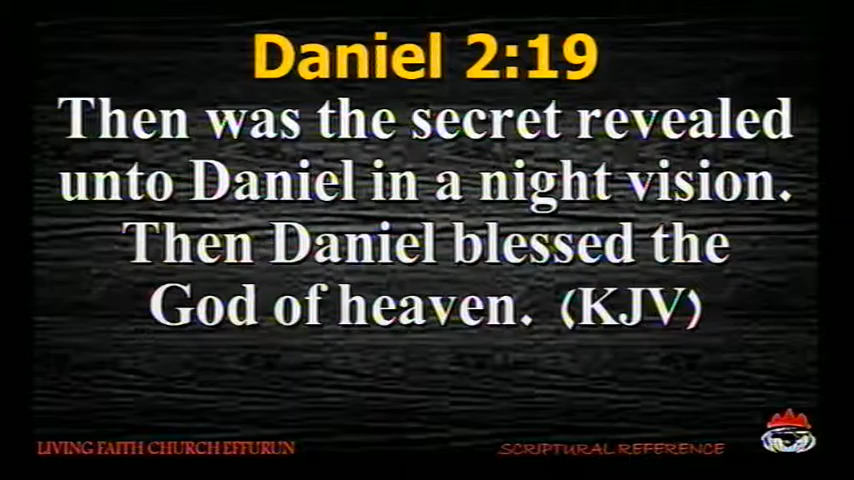 Daniel 2:19
Then was the secret revealed
unto Daniel in a night vision.
Then Daniel blessed the
God of heaven. (KJV)
LIVING FAITH CHURCH EFFURUN
SCRIPTURAL REFERENCE